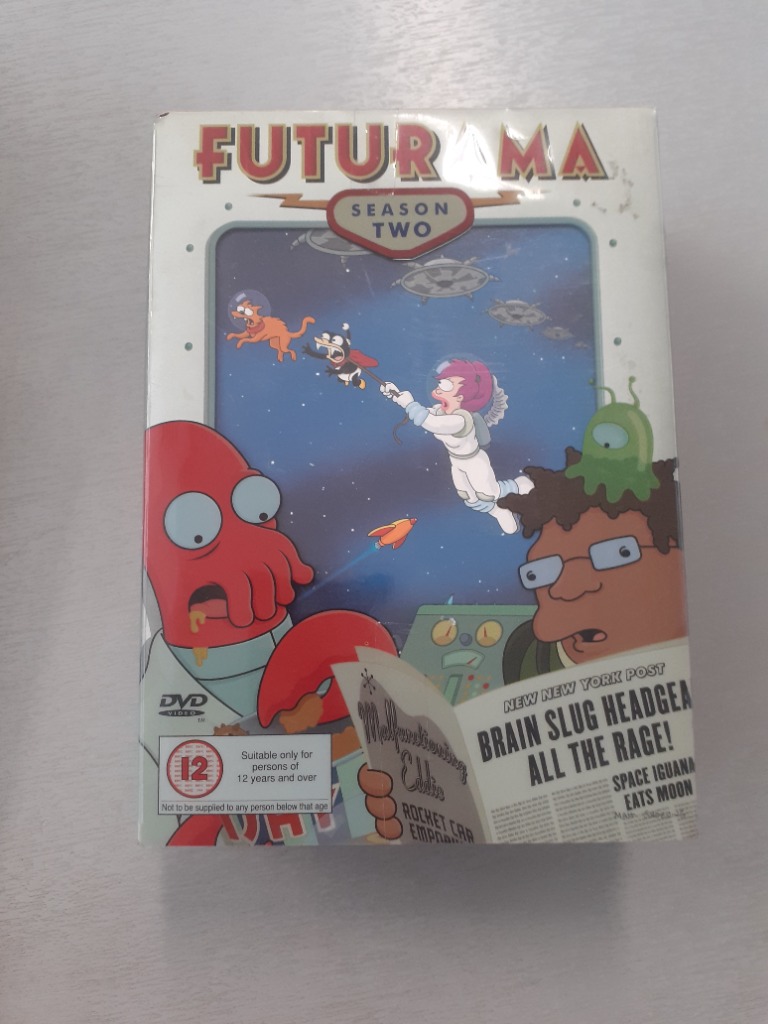 FUTURAMA
SEASON
TWO
DVD
VIDEO
TM
12
Suitable only for
persons of
12 years and over
Not to be supplied to any person below that age
Malfunctioning
Eddie
ROCKET CAR
NEW NEW YORK POST
BRAIN SLUG HEADGEA
ALL THE RAGE!
SPACE IGUANA
EATS MOON